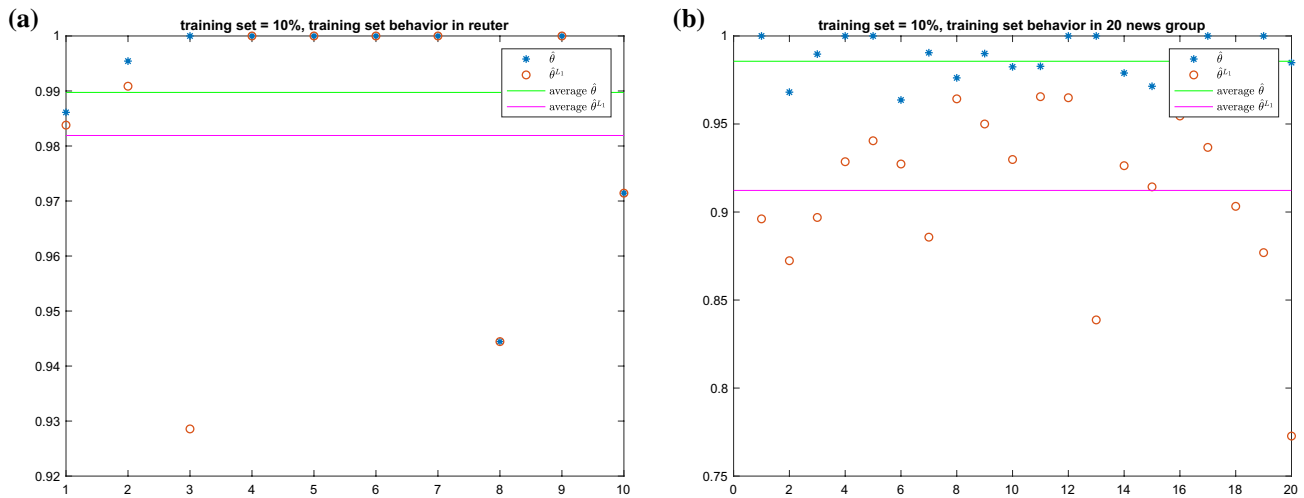 (a)
training set = 10%, training set behavior in reuter
1
0.99
0.98
0.97
0.96
0.95
0.94
0.93
0.92
1 2 3 4 5 6 7 8 9 10
θ̂
θ̂^{L₁}
average θ̂
average θ̂^{L₁}
(b)
training set = 10%, training set behavior in 20 news group
1
0.95
0.9
0.85
0.8
0.75
0 2 4 6 8 10 12 14 16 18 20
θ̂
θ̂^{L₁}
average θ̂
average θ̂^{L₁}